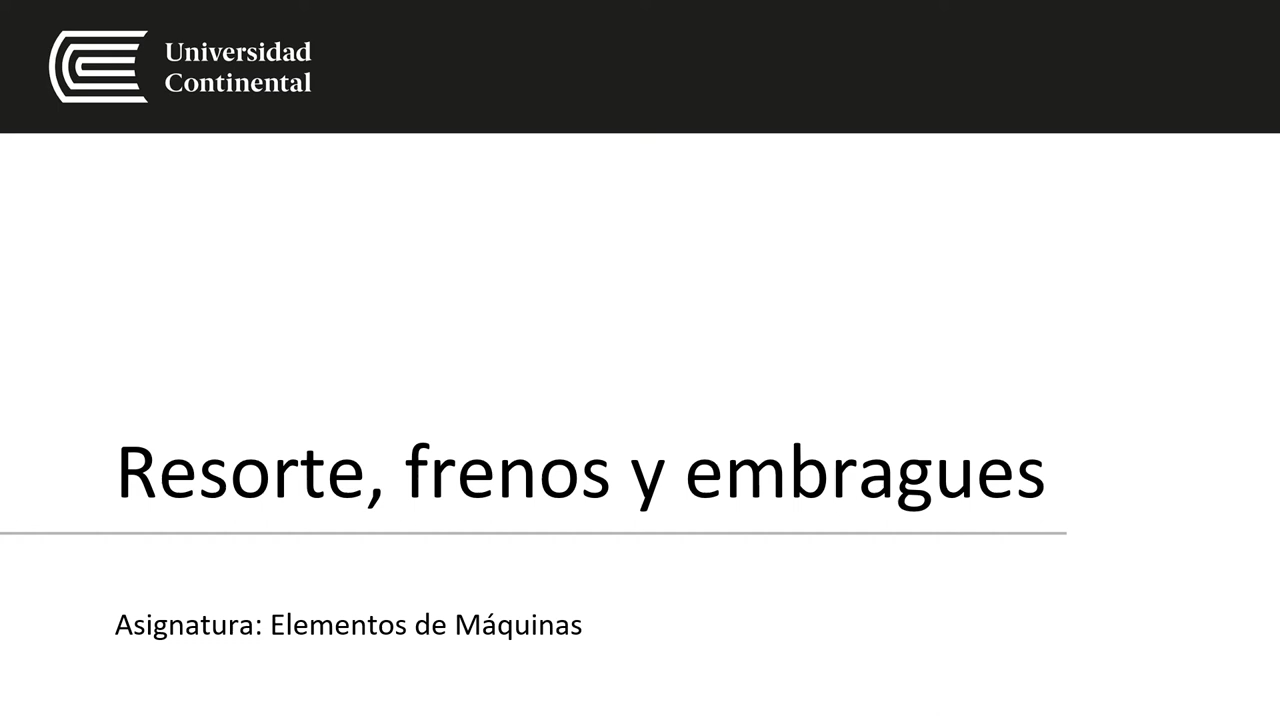 Universidad
Continental
Resorte, frenos y embragues
Asignatura: Elementos de Máquinas